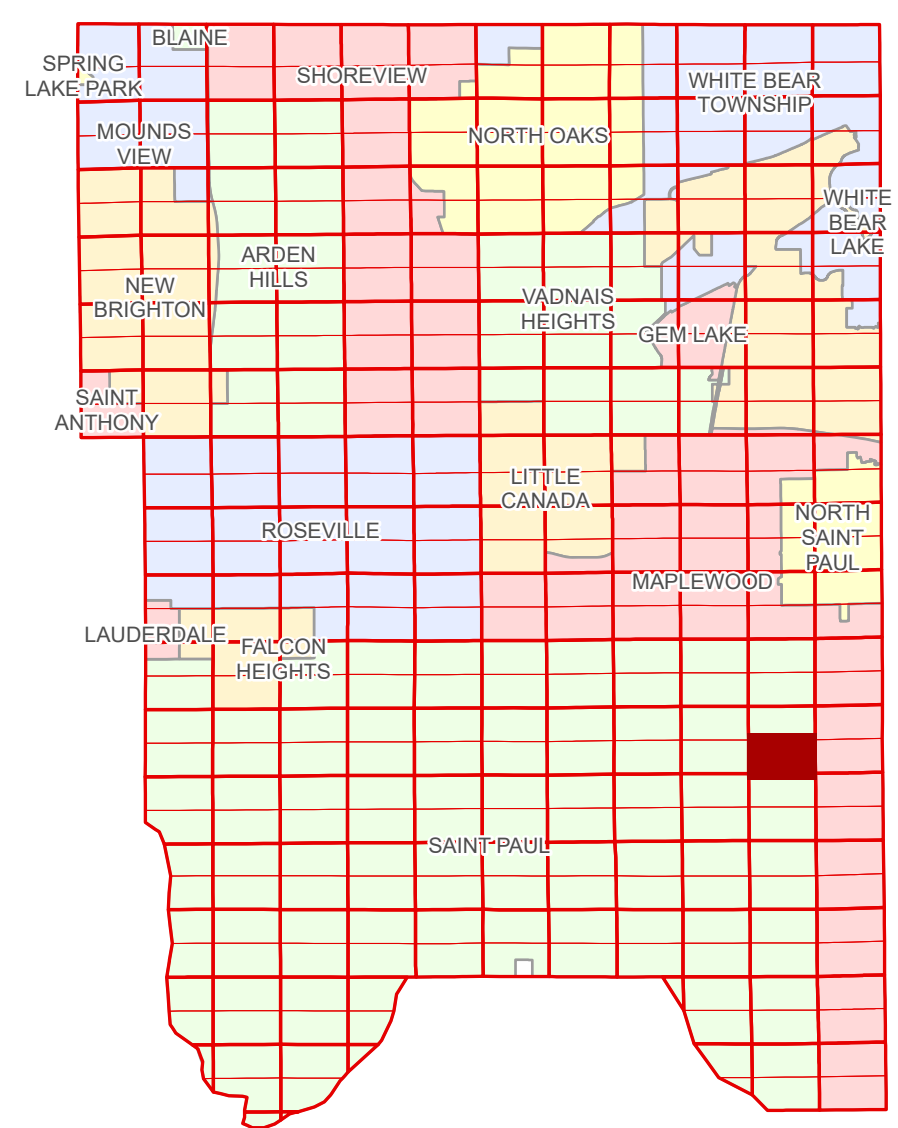 BLAINE
SPRING
LAKE PARK
SHOREVIEW
WHITE BEAR
TOWNSHIP
MOUNDS
VIEW
NORTH OAKS
WHITE
BEAR
LAKE
ARDEN
HILLS
NEW
BRIGHTON
VADNAIS
HEIGHTS
GEM LAKE
SAINT
ANTHONY
LITTLE
CANADA
NORTH
SAINT
PAUL
ROSEVILLE
MAPLEWOOD
LAUDERDALE
FALCON
HEIGHTS
SAINT PAUL